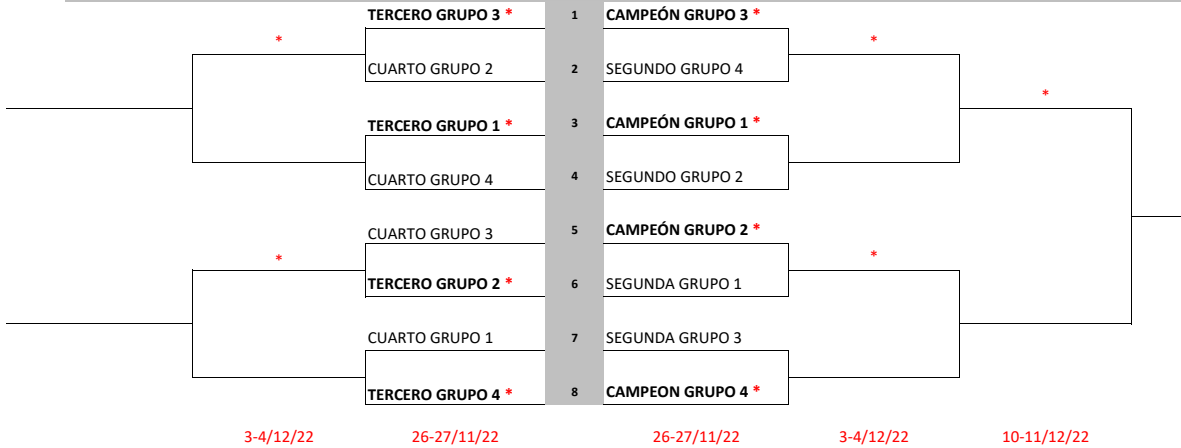 TERCERO GRUPO 3 * 1 CAMPEÓN GRUPO 3 *
* *
CUARTO GRUPO 2 2 SEGUNDO GRUPO 4
*
TERCERO GRUPO 1 * 3 CAMPEÓN GRUPO 1 *
CUARTO GRUPO 4 4 SEGUNDO GRUPO 2
CUARTO GRUPO 3 5 CAMPEÓN GRUPO 2 *
* *
TERCERO GRUPO 2 * 6 SEGUNDA GRUPO 1
CUARTO GRUPO 1 7 SEGUNDA GRUPO 3
TERCERO GRUPO 4 * 8 CAMPEON GRUPO 4 *
3-4/12/22 26-27/11/22 26-27/11/22 3-4/12/22 10-11/12/22